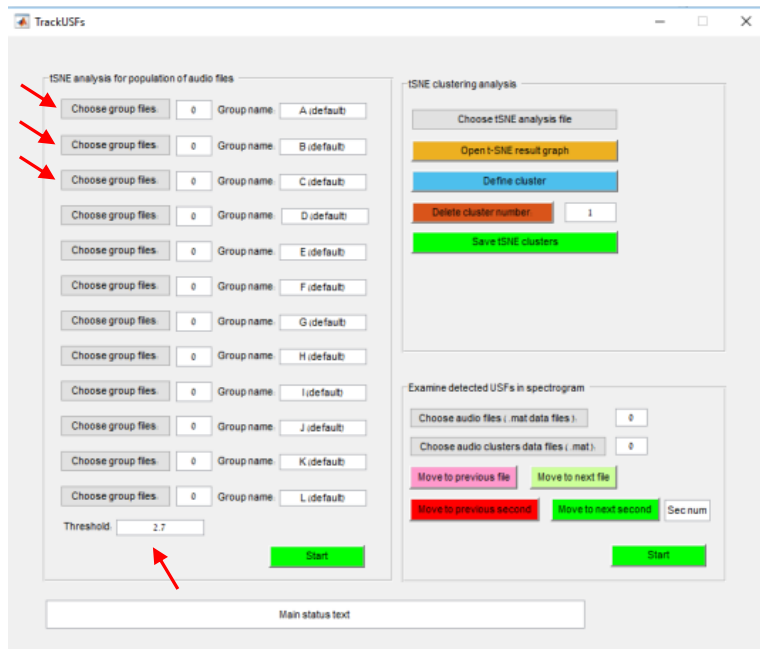 TrackUSFs
tSNE analysis for population of audio files
Choose group files: 0 Group name: A (default)
Choose group files: 0 Group name: B (default)
Choose group files: 0 Group name: C (default)
Choose group files: 0 Group name: D (default)
Choose group files: 0 Group name: E (default)
Choose group files: 0 Group name: F (default)
Choose group files: 0 Group name: G (default)
Choose group files: 0 Group name: H (default)
Choose group files: 0 Group name: I (default)
Choose group files: 0 Group name: J (default)
Choose group files: 0 Group name: K (default)
Choose group files: 0 Group name: L (default)
Threshold: 2.7
Start
tSNE clustering analysis
Choose tSNE analysis file
Open t-SNE result graph
Define cluster
Delete cluster number 1
Save tSNE clusters
Examine detected USFs in spectrogram
Choose audio files ( .mat data files ): 0
Choose audio clusters data files ( .mat): 0
Move to previous file Move to next file
Move to previous second Move to next second Sec num
Start
Main status text